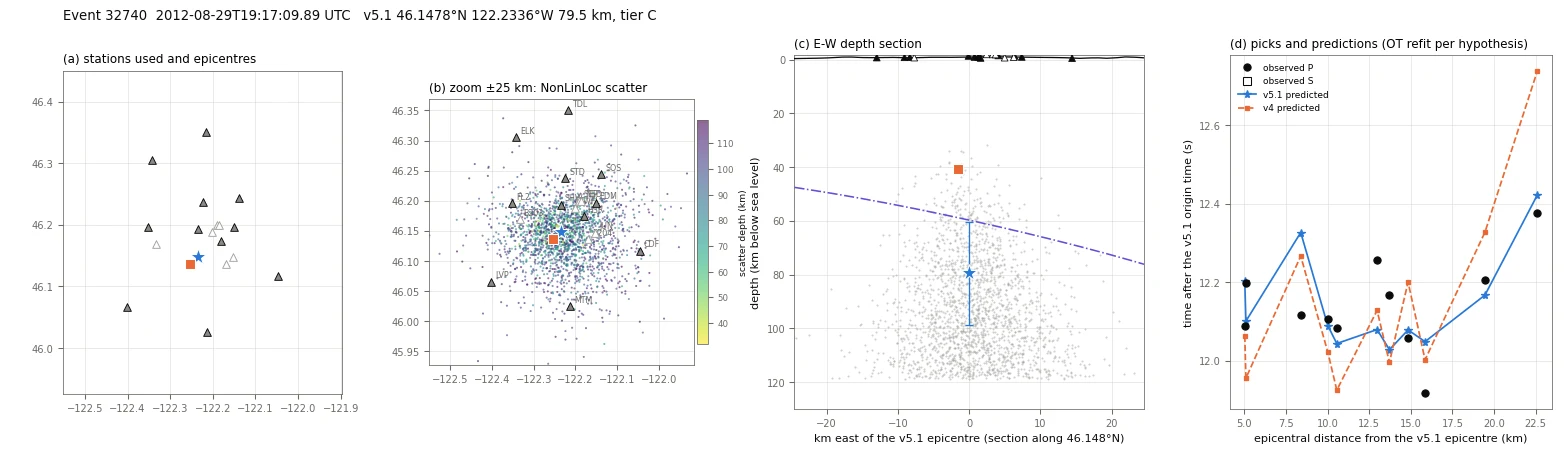 Event 32740  2012-08-29T19:17:09.89 UTC   v5.1 46.1478°N 122.2336°W 79.5 km, tier C
(a) stations used and epicentres
46.4
46.3
46.2
46.1
46.0
−122.5
−122.4
−122.3
−122.2
−122.1
−122.0
−121.9
(b) zoom ±25 km: NonLinLoc scatter
TDL
ELK
STD
SOS
EDM
CDF
LVP
MTM
46.35
46.30
46.25
46.20
46.15
46.10
46.05
46.00
45.95
−122.5
−122.4
−122.3
−122.2
−122.1
−122.0
110
100
90
80
70
60
50
40
scatter depth (km)
(c) E-W depth section
0
20
40
60
80
100
120
depth (km below sea level)
−20
−10
0
10
20
km east of the v5.1 epicentre (section along 46.148°N)
(d) picks and predictions (OT refit per hypothesis)
observed P
observed S
v5.1 predicted
v4 predicted
12.6
12.4
12.2
12.0
time after the v5.1 origin time (s)
5.0
7.5
10.0
12.5
15.0
17.5
20.0
22.5
epicentral distance from the v5.1 epicentre (km)